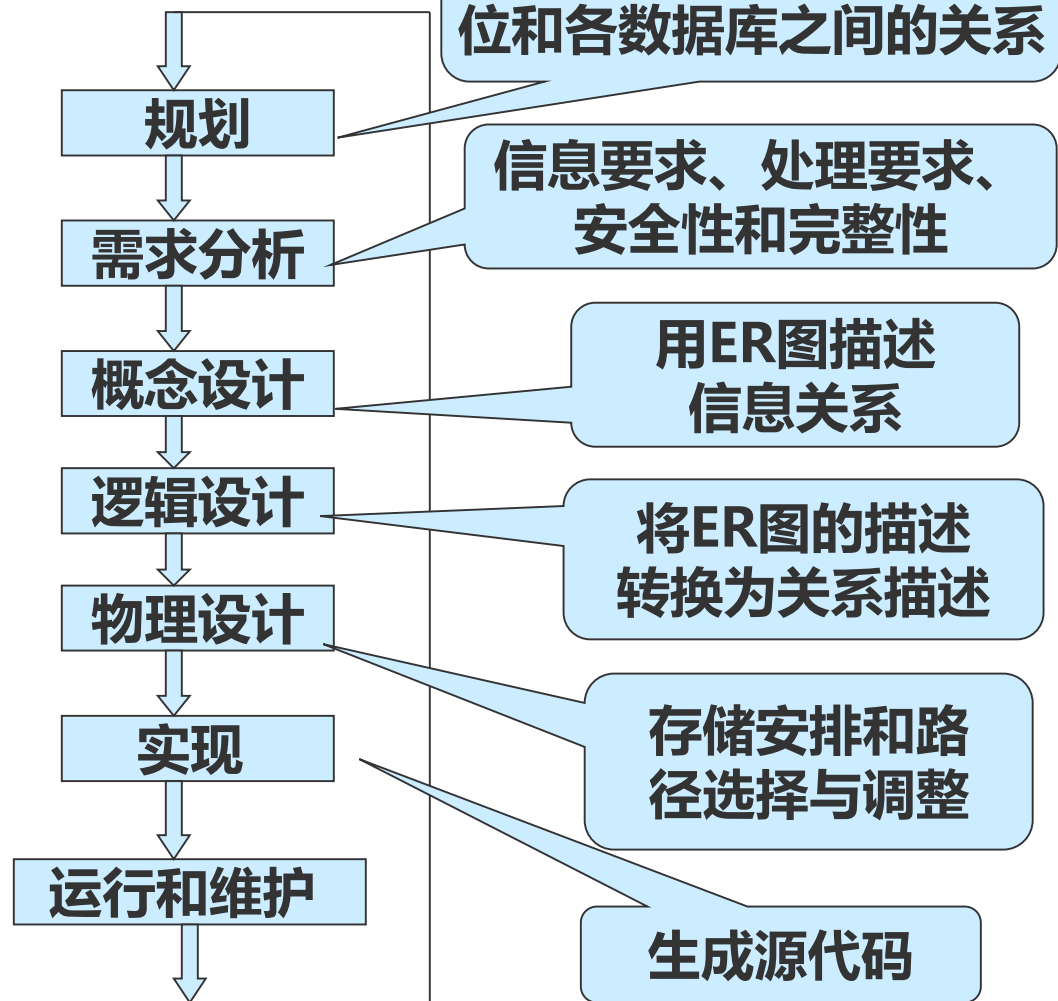 位和各数据库之间的关系
规划
信息要求、处理要求、
安全性和完整性
需求分析
用ER图描述
信息关系
概念设计
逻辑设计
将ER图的描述
转换为关系描述
物理设计
存储安排和路
径选择与调整
实现
运行和维护
生成源代码